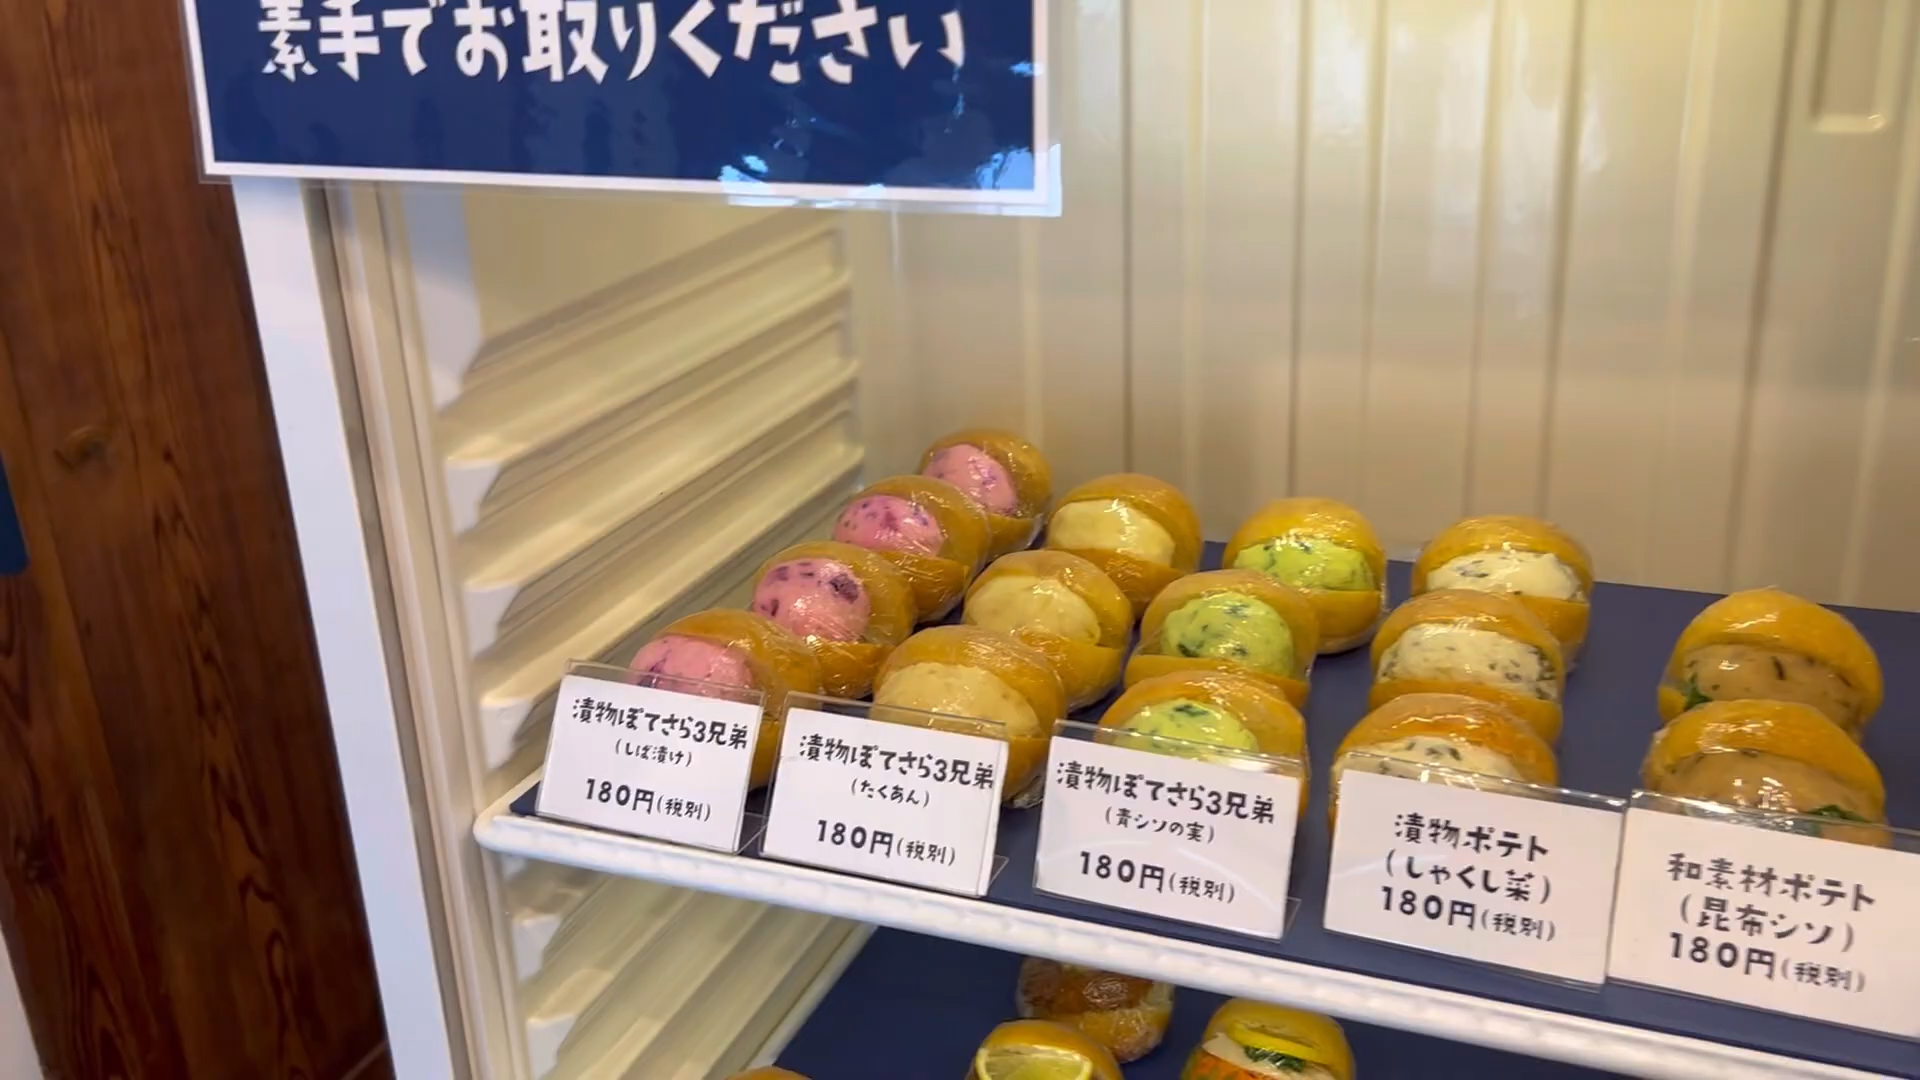 素手でお取りください
漬物ぽてさら3兄弟
(しば漬け)
180円(税別)
漬物ぽてさら3兄弟
(たくあん)
180円(税別)
漬物ぽてさら3兄弟
(青シソの実)
180円(税別)
漬物ポテト
(しゃくし菜)
180円(税別)
和素材ポテト
(昆布シソ)
180円(税別)